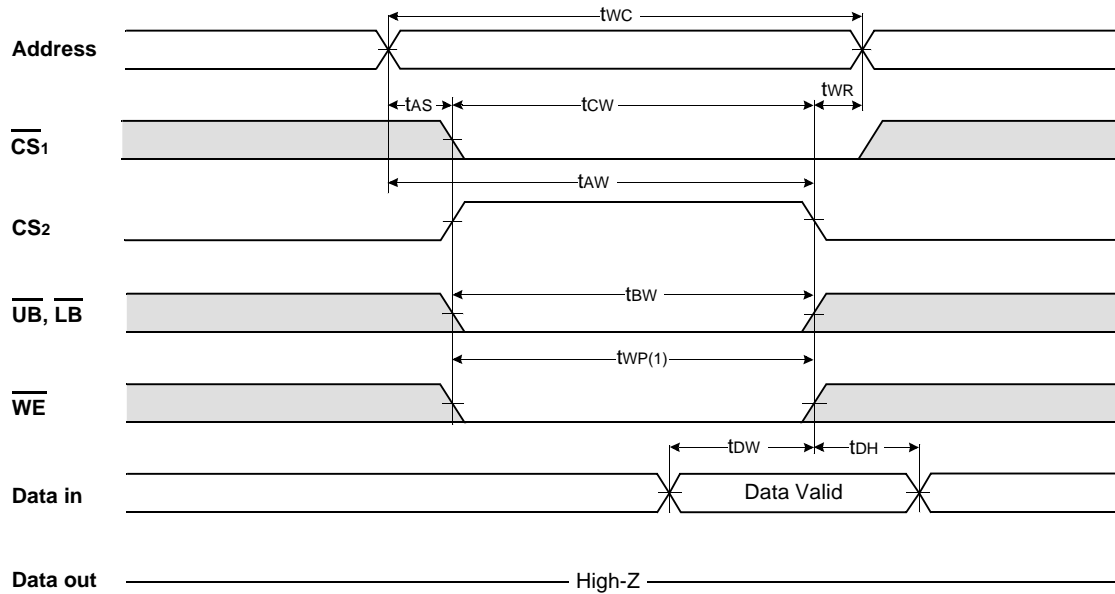 tWC
Address
tAS
tCW
tWR
CS1
tAW
CS2
tBW
UB, LB
tWP(1)
WE
tDW
tDH
Data in
Data Valid
Data out
High-Z